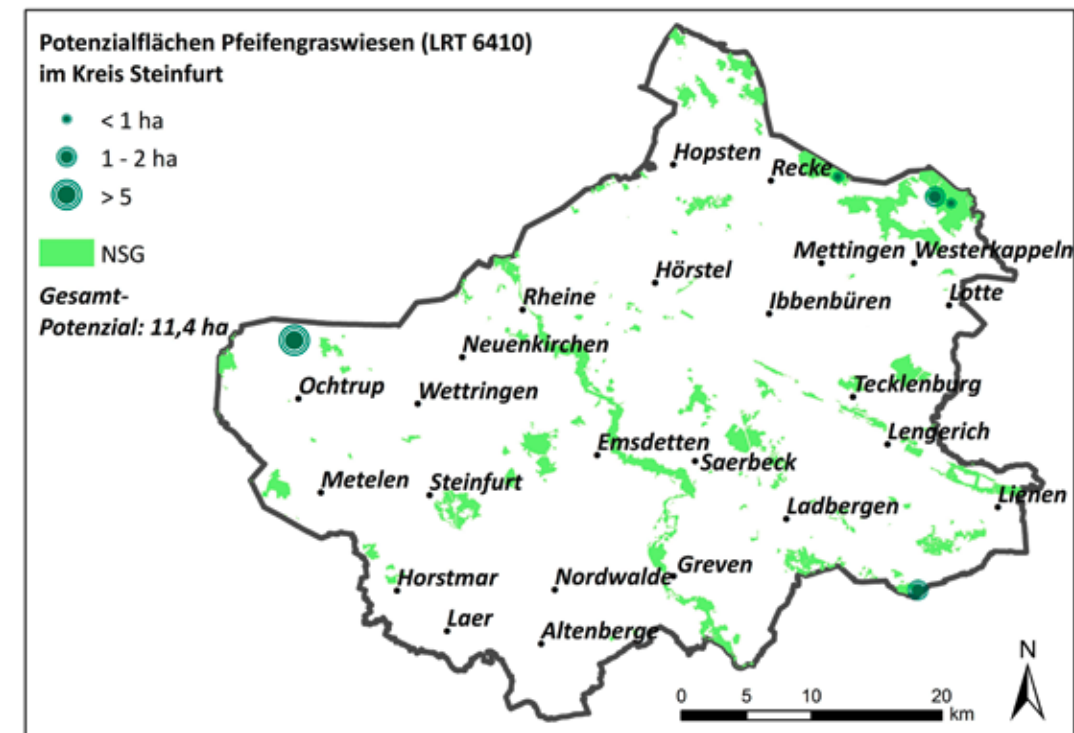 Potenzialflächen Pfeifengraswiesen (LRT 6410)
im Kreis Steinfurt
< 1 ha
1 - 2 ha
> 5
NSG
Gesamt-
Potenzial: 11,4 ha
Hopsten
Recke
Mettingen
Westerkappeln
Hörstel
Rheine
Ibbenbüren
Lotte
Neuenkirchen
Ochtrup
Wettringen
Tecklenburg
Emsdetten
Saerbeck
Lengerich
Metelen
Steinfurt
Ladbergen
Lienen
Horstmar
Nordwalde
Greven
Laer
Altenberge
N
0 5 10 20
km